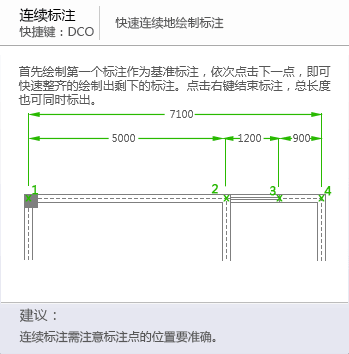 连续标注
快捷键：DCO
快速连续地绘制标注
首先绘制第一个标注作为基准标注，依次点击下一点，即可
快速整齐的绘制出剩下的标注。点击右键结束标注，总长度
也可同时标出。
7100
5000 1200 900
1 2 3 4
建议：
连续标注需注意标注点的位置要准确。